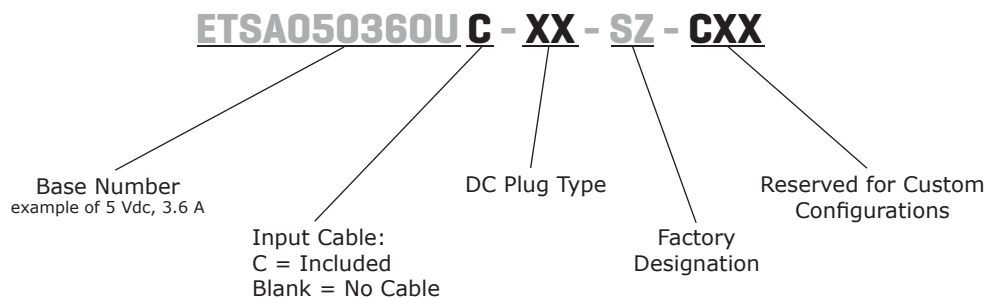 ETSA050360U C - XX - SZ - CXX
Base Number
example of 5 Vdc, 3.6 A
Input Cable:
C = Included
Blank = No Cable
DC Plug Type
Factory
Designation
Reserved for Custom
Configurations